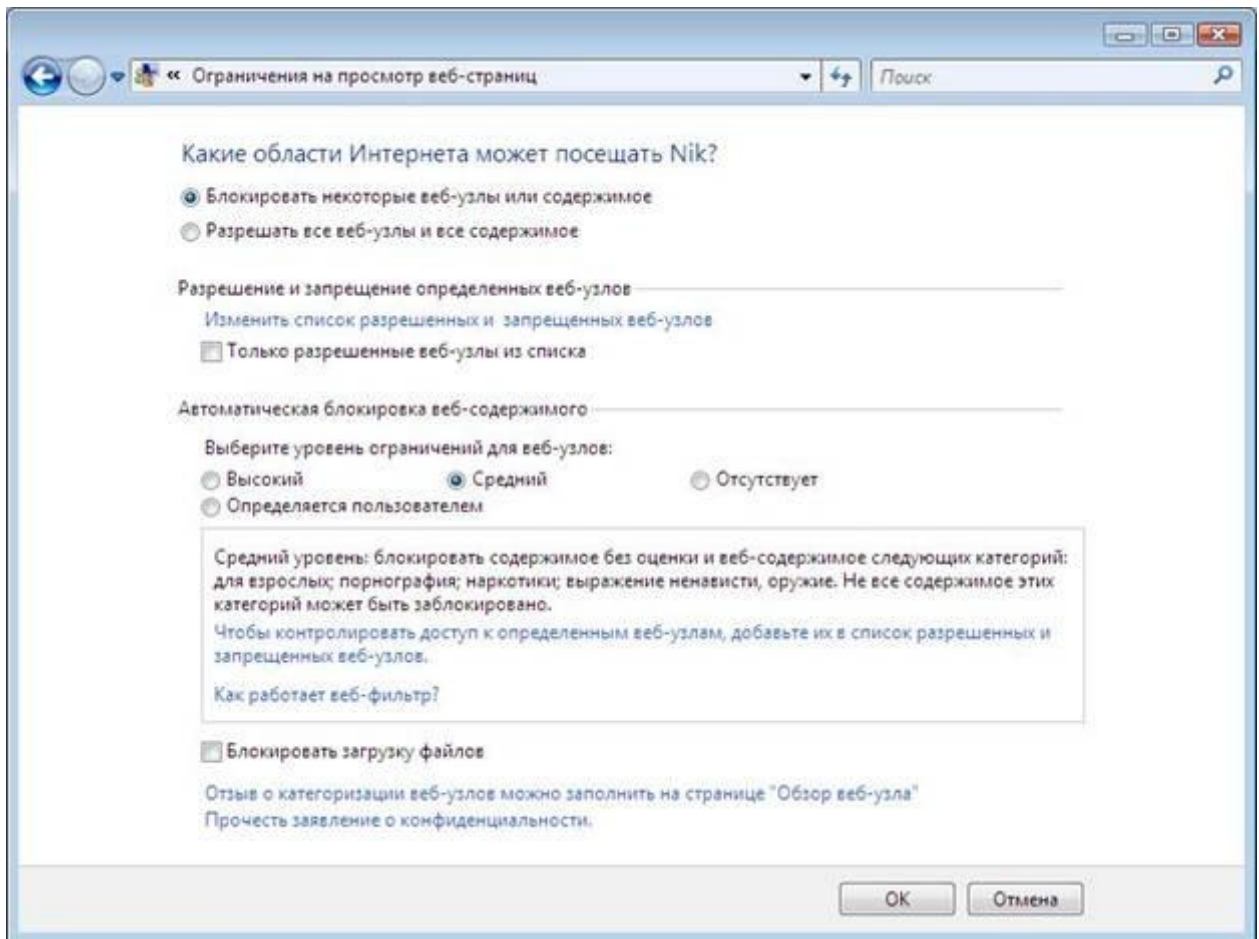 « Ограничения на просмотр веб-страниц
Поиск
Какие области Интернета может посещать Nik?
Блокировать некоторые веб-узлы или содержимое
Разрешать все веб-узлы и все содержимое
Разрешение и запрещение определенных веб-узлов
Изменить список разрешенных и запрещенных веб-узлов
Только разрешенные веб-узлы из списка
Автоматическая блокировка веб-содержимого
Выберите уровень ограничений для веб-узлов:
Высокий Средний Отсутствует
Определяется пользователем
Средний уровень: блокировать содержимое без оценки и веб-содержимое следующих категорий:
для взрослых; порнография; наркотики; выражение ненависти, оружие. Не все содержимое этих
категорий может быть заблокировано.
Чтобы контролировать доступ к определенным веб-узлам, добавьте их в список разрешенных и
запрещенных веб-узлов.
Как работает веб-фильтр?
Блокировать загрузку файлов
Отзыв о категоризации веб-узлов можно заполнить на странице "Обзор веб-узла"
Прочесть заявление о конфиденциальности.
OK Отмена